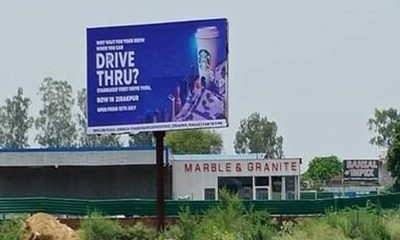 WHY WAIT FOR YOUR BREW
WHEN YOU CAN
DRIVE
THRU?
STARBUCKS' FIRST DRIVE THRU,
NOW IN ZIRAKPUR
OPEN FROM 10TH JULY
MARBLE & GRANITE
BANSAL
IMPEX